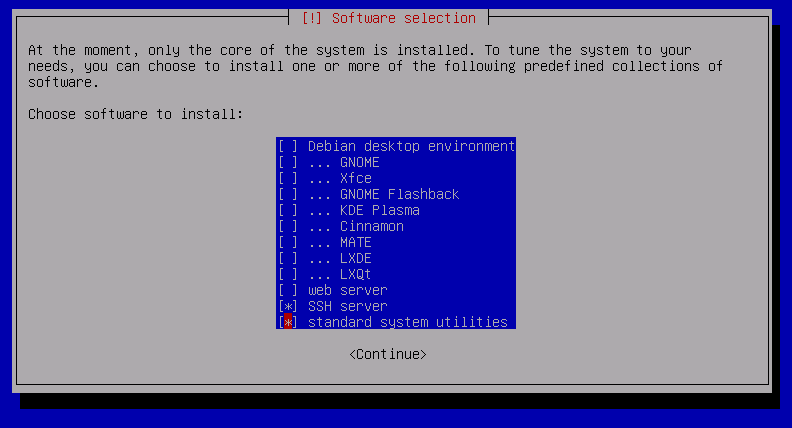 [!] Software selection
At the moment, only the core of the system is installed. To tune the system to your
needs, you can choose to install one or more of the following predefined collections of
software.
Choose software to install:
[ ] Debian desktop environment
[ ] ... GNOME
[ ] ... Xfce
[ ] ... GNOME Flashback
[ ] ... KDE Plasma
[ ] ... Cinnamon
[ ] ... MATE
[ ] ... LXDE
[ ] ... LXQt
[ ] web server
[*] SSH server
[*] standard system utilities
<Continue>